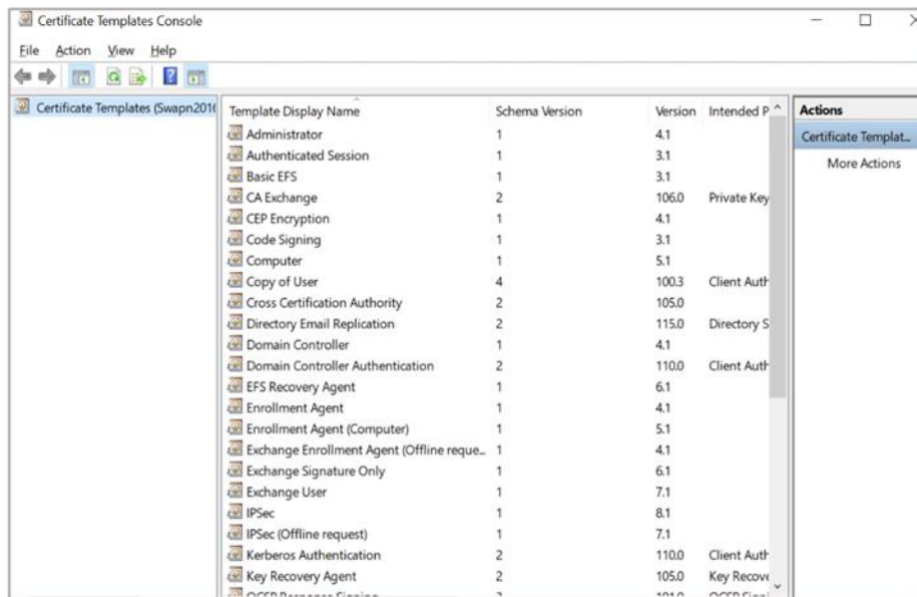 Certificate Templates Console
File Action View Help
Certificate Templates (Swapn2016
Template Display Name Schema Version Version Intended P
Administrator 1 4.1
Authenticated Session 1 3.1
Basic EFS 1 3.1
CA Exchange 2 106.0 Private Key
CEP Encryption 1 4.1
Code Signing 1 3.1
Computer 1 5.1
Copy of User 4 100.3 Client Auth
Cross Certification Authority 2 105.0
Directory Email Replication 2 115.0 Directory S
Domain Controller 1 4.1
Domain Controller Authentication 2 110.0 Client Auth
EFS Recovery Agent 1 6.1
Enrollment Agent 1 4.1
Enrollment Agent (Computer) 1 5.1
Exchange Enrollment Agent (Offline reque... 1 4.1
Exchange Signature Only 1 6.1
Exchange User 1 7.1
IPSec 1 8.1
IPSec (Offline request) 1 7.1
Kerberos Authentication 2 110.0 Client Auth
Key Recovery Agent 2 105.0 Key Recove
Actions
Certificate Templat...
More Actions